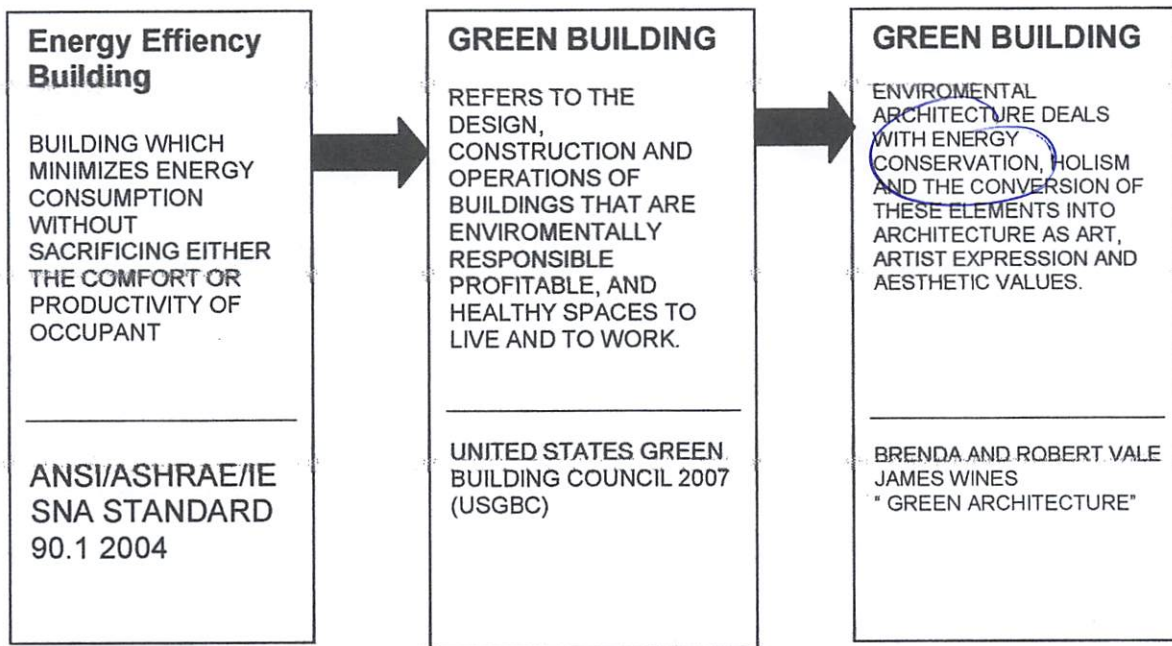 Energy Effiency
Building
BUILDING WHICH
MINIMIZES ENERGY
CONSUMPTION
WITHOUT
SACRIFICING EITHER
THE COMFORT OR
PRODUCTIVITY OF
OCCUPANT
ANSI/ASHRAE/IE
SNA STANDARD
90.1 2004
GREEN BUILDING
REFERS TO THE
DESIGN,
CONSTRUCTION AND
OPERATIONS OF
BUILDINGS THAT ARE
ENVIROMENTALLY
RESPONSIBLE
PROFITABLE, AND
HEALTHY SPACES TO
LIVE AND TO WORK.
UNITED STATES GREEN
BUILDING COUNCIL 2007
(USGBC)
GREEN BUILDING
ENVIROMENTAL
ARCHITECTURE DEALS
WITH ENERGY
CONSERVATION, HOLISM
AND THE CONVERSION OF
THESE ELEMENTS INTO
ARCHITECTURE AS ART,
ARTIST EXPRESSION AND
AESTHETIC VALUES.
BRENDA AND ROBERT VALE
JAMES WINES
" GREEN ARCHITECTURE"